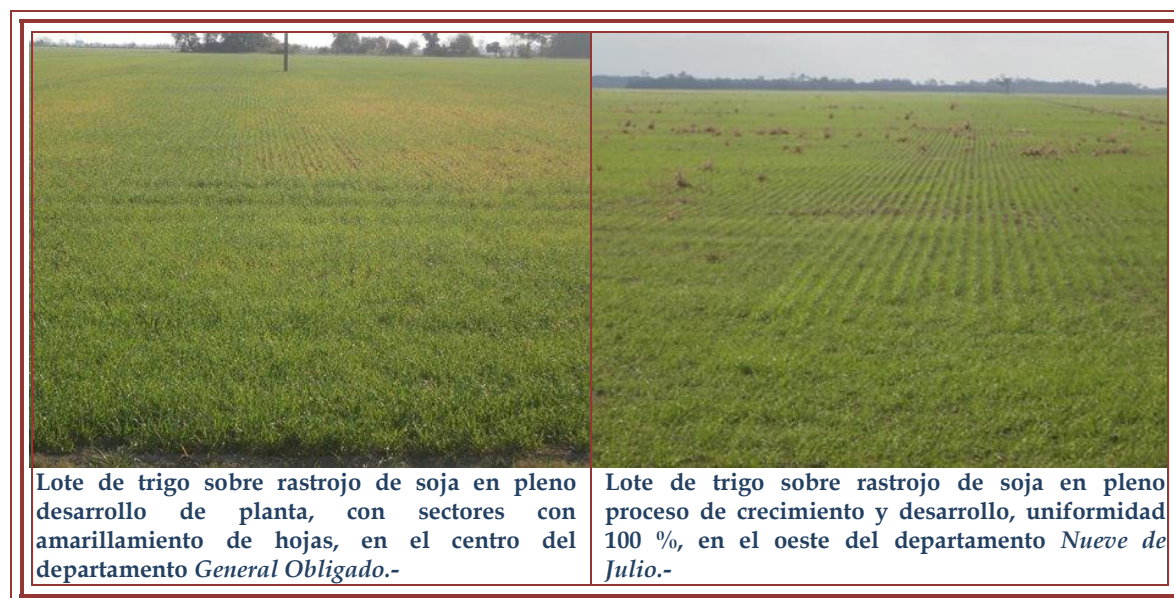 Lote de trigo sobre rastrojo de soja en pleno
desarrollo de planta, con sectores con
amarillamiento de hojas, en el centro del
departamento General Obligado.-
Lote de trigo sobre rastrojo de soja en pleno
proceso de crecimiento y desarrollo, uniformidad
100 %, en el oeste del departamento Nueve de
Julio.-